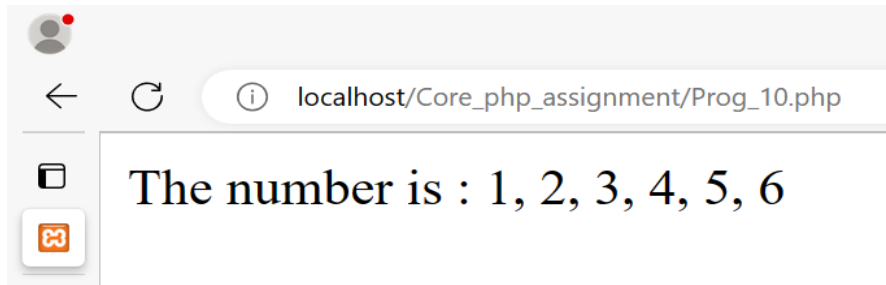 localhost/Core_php_assignment/Prog_10.php
The number is : 1, 2, 3, 4, 5, 6